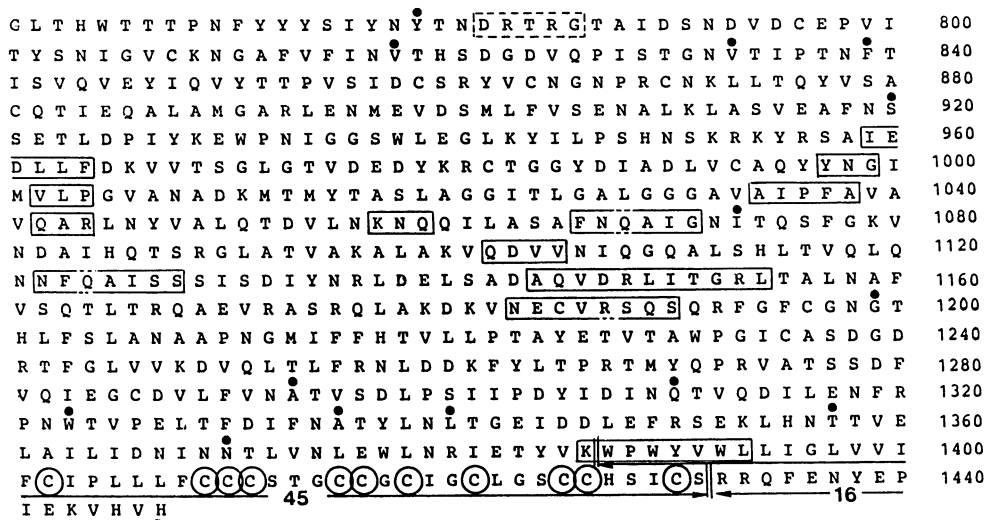 G L T H W T T T P N F Y Y Y S I Y N Y T N D R T R G T A I D S N D V D C E P V I 800
T Y S N I G V C K N G A F V F I N V T H S D G D V Q P I S T G N V T I P T N F T 840
I S V Q V E Y I Q V Y T T P V S I D C S R Y V C N G N P R C N K L L T Q Y V S A 880
C Q T I E Q A L A M G A R L E N M E V D S M L F V S E N A L K L A S V E A F N S 920
S E T L D P I Y K E W P N I G G S W L E G L K Y I L P S H N S K R K Y R S A I E 960
D L L F D K V V T S G L G T V D E D Y K R C T G G Y D I A D L V C A Q Y Y N G I 1000
M V L P G V A N A D K M T M Y T A S L A G G I T L G A L G G G A V A I P F A V A 1040
V Q A R L N Y V A L Q T D V L N K N Q Q I L A S A F N Q A I G N I T Q S F G K V 1080
N D A I H Q T S R G L A T V A K A L A K V Q D V V N I Q G Q A L S H L T V Q L Q 1120
N N F Q A I S S S I S D I Y N R L D E L S A D A Q V D R L I T G R L T A L N A F 1160
V S Q T L T R Q A E V R A S R Q L A K D K V N E C V R S Q S Q R F G F C G N G T 1200
H L F S L A N A A P N G M I F F H T V L L P T A Y E T V T A W P G I C A S D G D 1240
R T F G L V V K D V Q L T L F R N L D D K F Y L T P R T M Y Q P R V A T S S D F 1280
V Q I E G C D V L F V N A T V S D L P S I I P D Y I D I N Q T V Q D I L E N F R 1320
P N W T V P E L T F D I F N A T Y L N L T G E I D D L E F R S E K L H N T T V E 1360
L A I L I D N I N N T L V N L E W L N R I E T Y V K W P W Y V W L L I G L V V I 1400
F C I P L L L F C C C S T G C C G C I G C L G S C C H S I C S R R Q F E N Y E P 1440
45 16
I E K V H V H